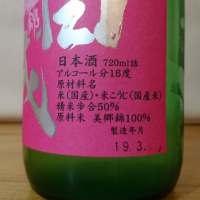 日本酒 720ml詰
アルコール分16度
原材料名
米(国産)・米こうじ(国産米)
精米歩合50%
原料米 美郷錦100%
製造年月
19.3.